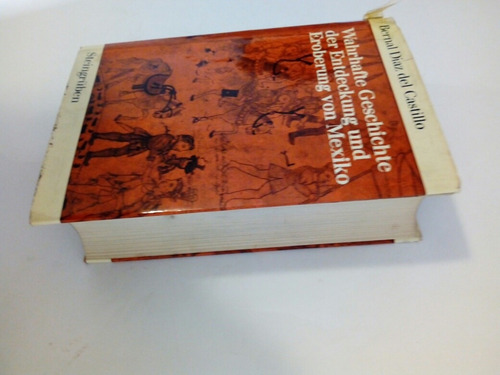 Bernal Díaz del Castillo
Wahrhafte Geschichte
der Entdeckung und
Eroberung von Mexiko
Steingrüben